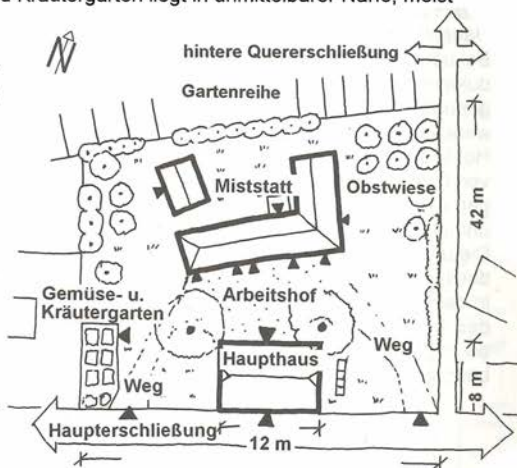 Kräutergarten liegt in unmittelbarer Nähe, meist
N
hintere Quererschließung
Gartenreihe
Miststatt
Obstwiese
42 m
Gemüse- u.
Kräutergarten
Arbeitshof
Haupthaus
Weg
Weg
8 m
Haupterschließung
12 m